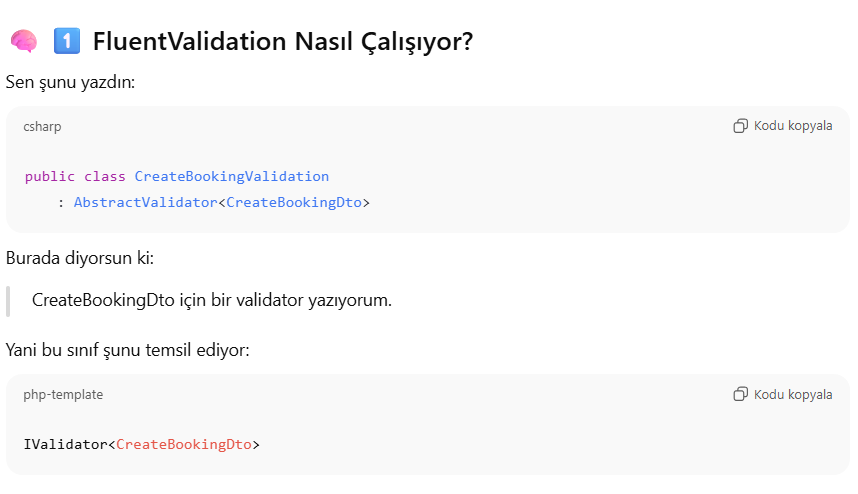 🧠 1️⃣ FluentValidation Nasıl Çalışıyor?
Sen şunu yazdın:
csharp
Kodu kopyala
public class CreateBookingValidation
    : AbstractValidator<CreateBookingDto>
Burada diyorsun ki:
CreateBookingDto için bir validator yazıyorum.
Yani bu sınıf şunu temsil ediyor:
php-template
Kodu kopyala
IValidator<CreateBookingDto>